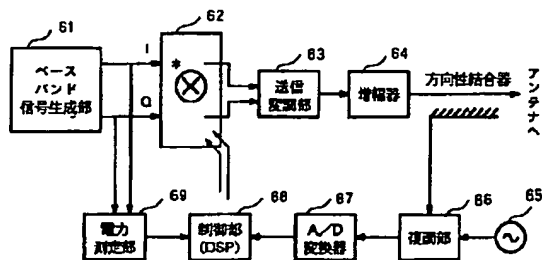 61
62
63
64
ベース
バンド
信号生成部
I
Q
*
送信
変調部
増幅器
方向性結合器
アンテナへ
69
68
67
66
65
電力
測定部
制御部
(DSP)
A/D
変換器
復調部